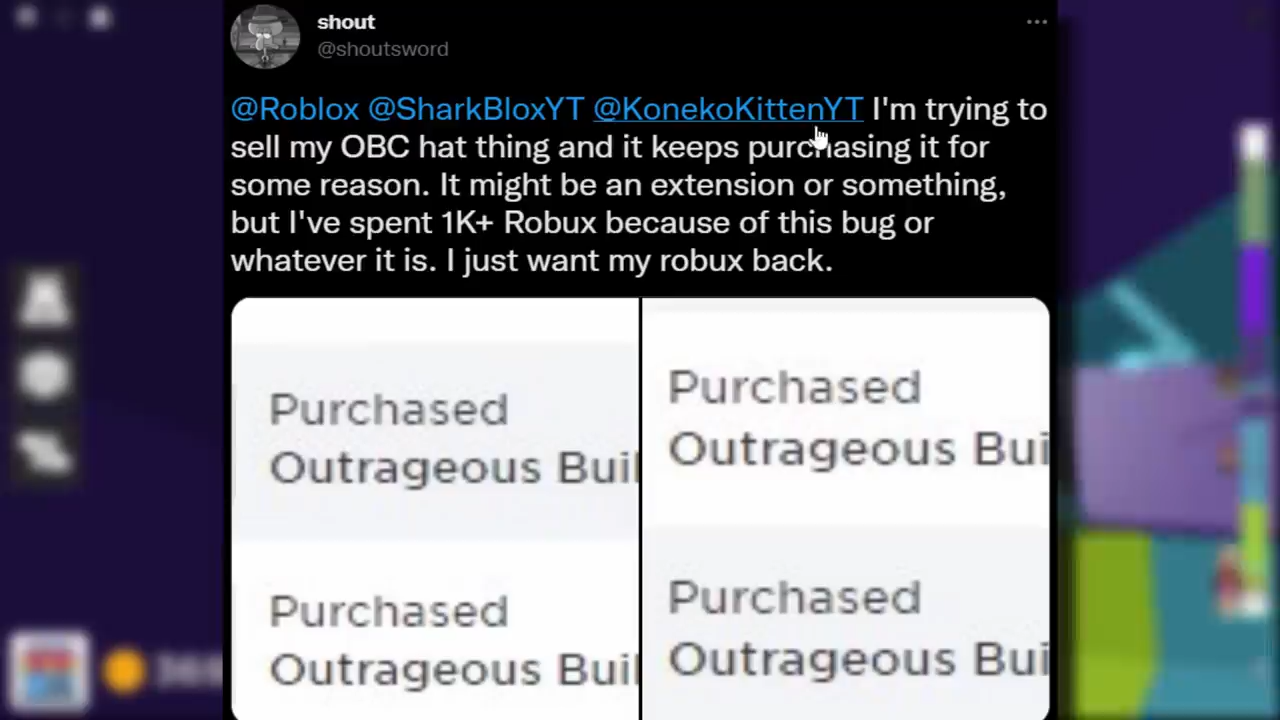 shout
@shoutsword
@Roblox @SharkBloxYT @KonekoKittenYT I'm trying to
sell my OBC hat thing and it keeps purchasing it for
some reason. It might be an extension or something,
but I've spent 1K+ Robux because of this bug or
whatever it is. I just want my robux back.
Purchased
Outrageous Buil
Purchased
Outrageous Buil
Purchased
Outrageous Bui
Purchased
Outrageous Bui